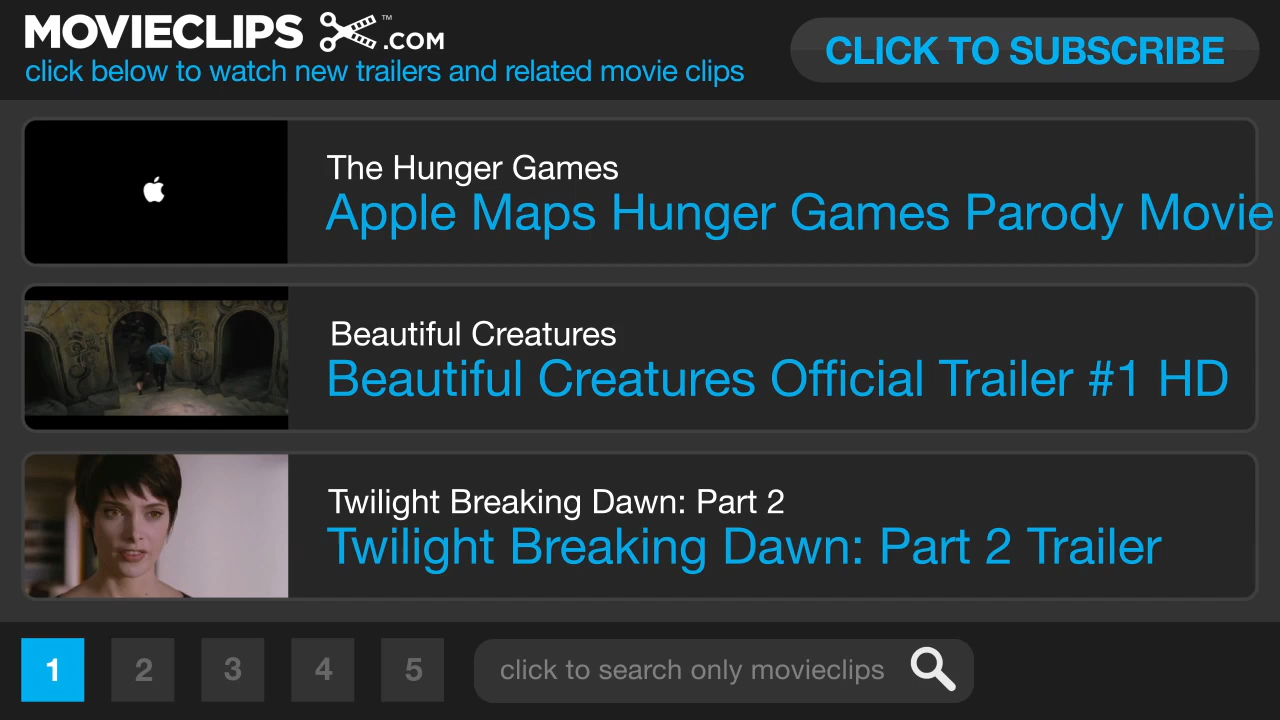 MOVIECLIPS™.COM
click below to watch new trailers and related movie clips
CLICK TO SUBSCRIBE
The Hunger Games
Apple Maps Hunger Games Parody Movie
Beautiful Creatures
Beautiful Creatures Official Trailer #1 HD
Twilight Breaking Dawn: Part 2
Twilight Breaking Dawn: Part 2 Trailer
1 2 3 4 5 click to search only movieclips